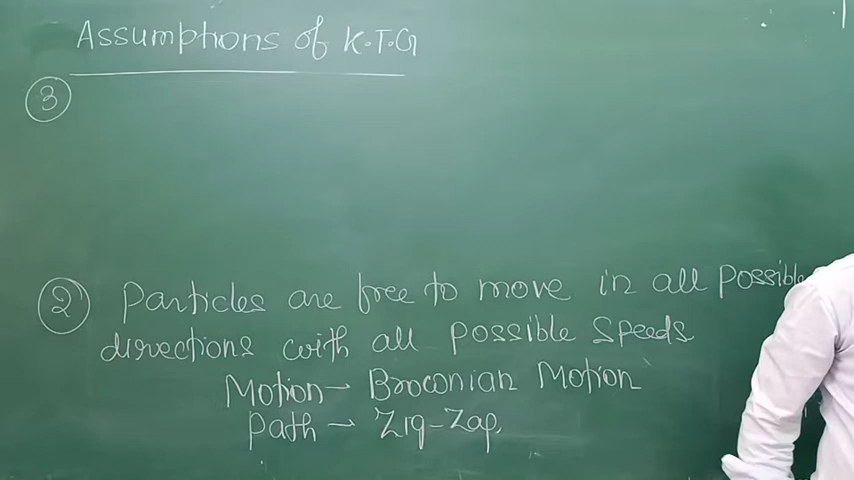 Assumptions of K.T.G
③
② Particles are free to move in all possible
directions with all possible speeds
Motion → Broconian Motion
Path → Zig-Zap.